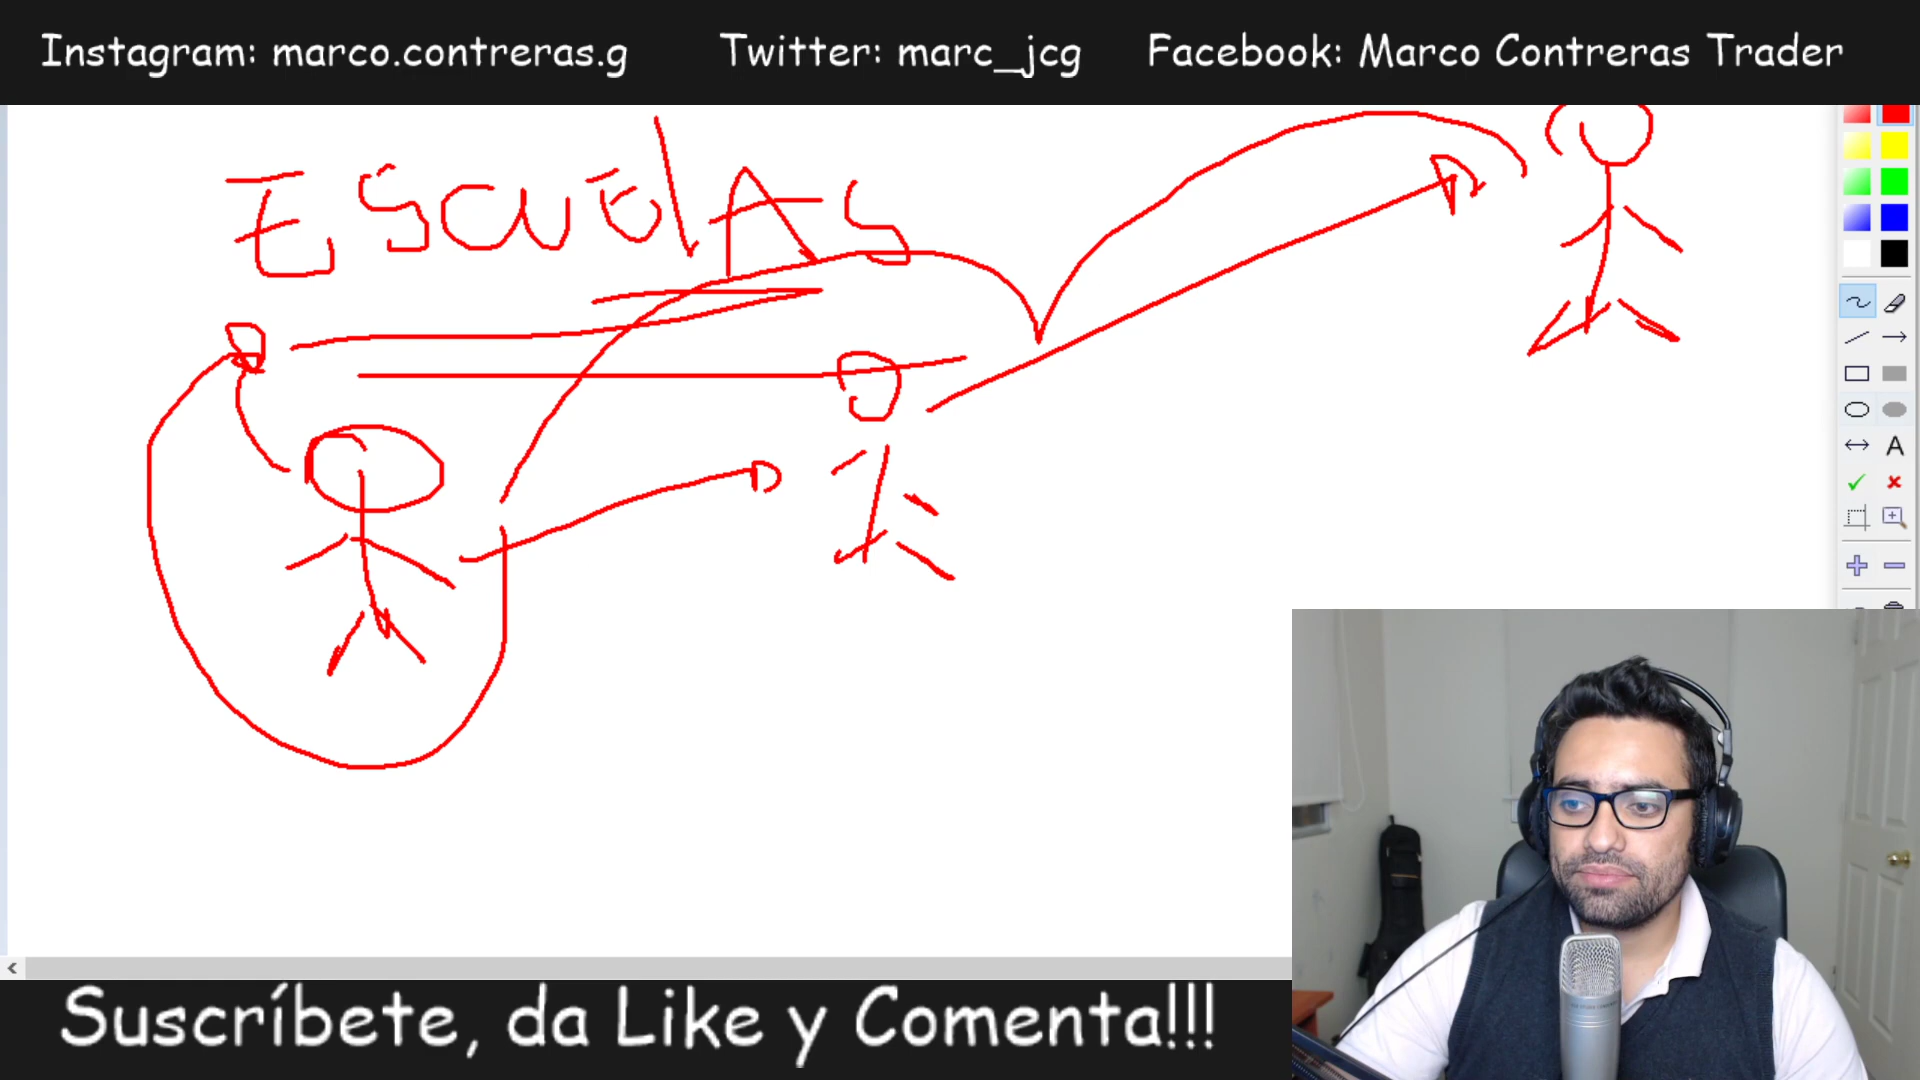 Instagram: marco.contreras.g Twitter: marc_jcg Facebook: Marco Contreras Trader
ESCUElAS
A
Suscríbete, da Like y Comenta!!!